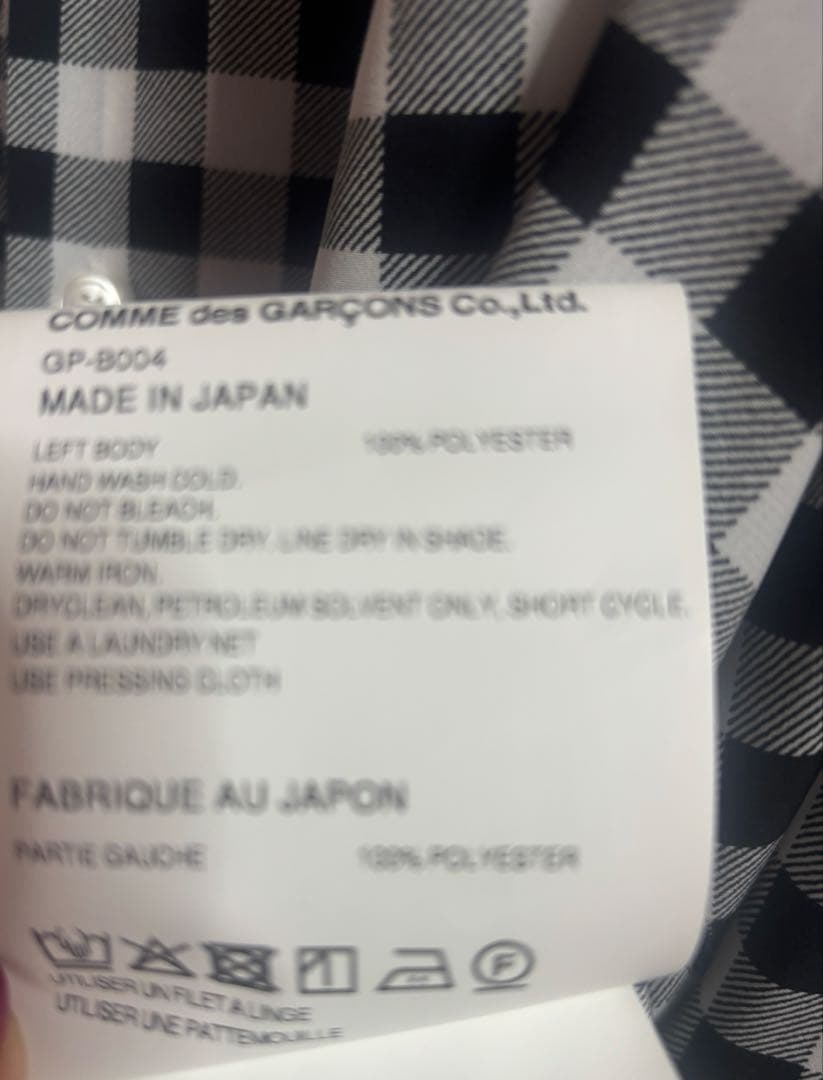 COMME des GARÇONS Co.,Ltd.
GP-B004
MADE IN JAPAN
LEFT BODY 100% POLYESTER
HAND WASH COLD.
DO NOT BLEACH.
DO NOT TUMBLE DRY. LINE DRY IN SHADE.
WARM IRON.
DRYCLEAN, PETROLEUM SOLVENT ONLY, SHORT CYCLE.
USE A LAUNDRY NET
USE PRESSING CLOTH
FABRIQUE AU JAPON
PARTIE GAUCHE 100% POLYESTER
F
UTILISER UN FILET A LINGE
UTILISER UNE PATTEMOUILLE